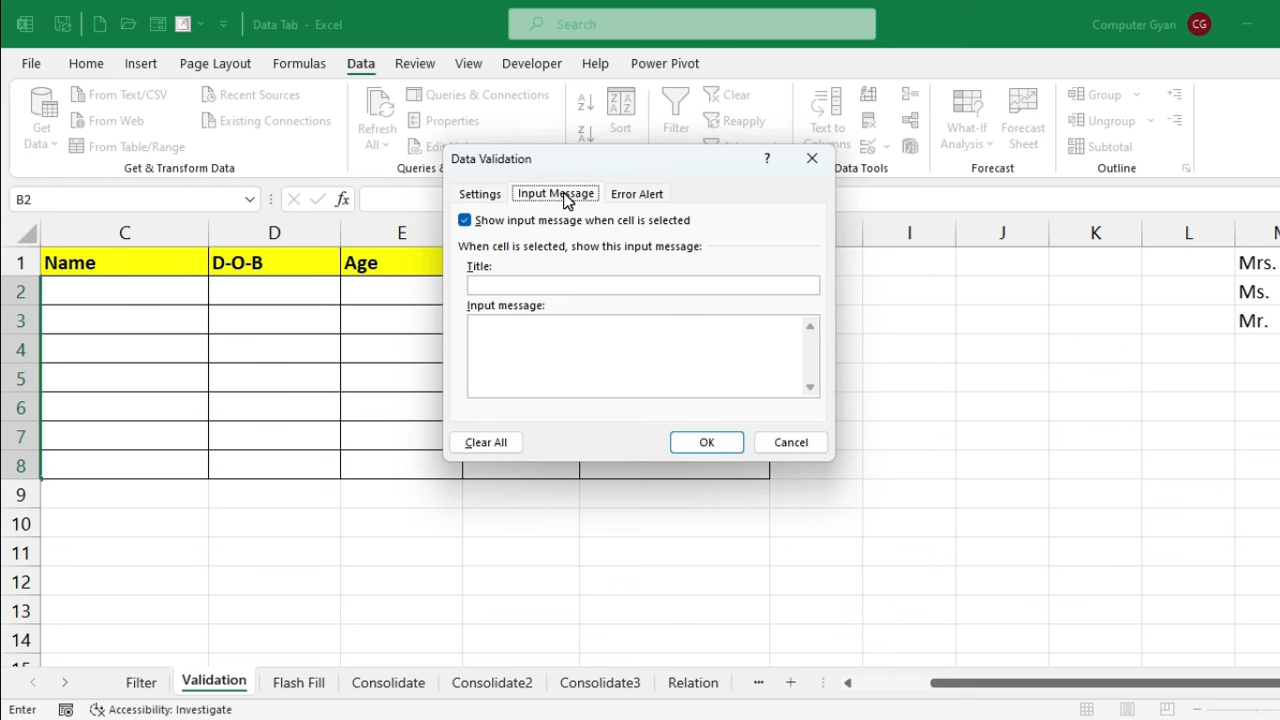 Data Tab - Excel
Search
Computer Gyan CG
File Home Insert Page Layout Formulas Data Review View Developer Help Power Pivot
Get Data
From Text/CSV
From Web
From Table/Range
Recent Sources
Existing Connections
Get & Transform Data
Refresh All
Queries & Connections
Properties
Sort
Filter
Clear
Reapply
Text to Columns
Data Tools
What-If Analysis
Forecast Sheet
Forecast
Group
Ungroup
Subtotal
Outline
B2 fx
Data Validation ?
Settings Input Message Error Alert
Show input message when cell is selected
When cell is selected, show this input message:
Title:
Input message:
Clear All OK Cancel
C D E I J K L
1 Name D-O-B Age Mrs.
2 Ms.
3 Mr.
4
5
6
7
8
9
10
11
12
13
14
Filter Validation Flash Fill Consolidate Consolidate2 Consolidate3 Relation
Enter Accessibility: Investigate